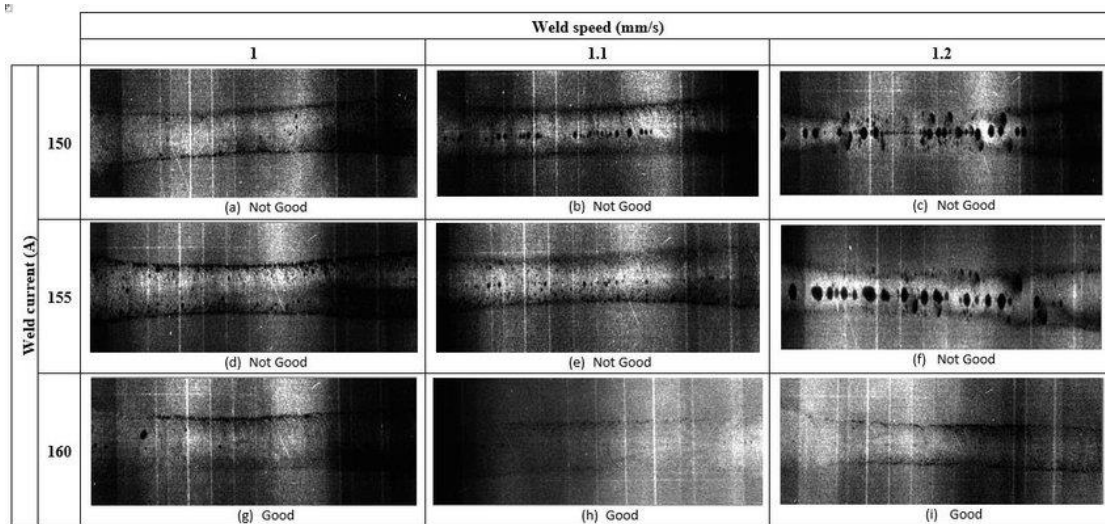 Weld speed (mm/s)
1 1.1 1.2
Weld current (A)
150
(a) Not Good (b) Not Good (c) Not Good
155
(d) Not Good (e) Not Good (f) Not Good
160
(g) Good (h) Good (i) Good